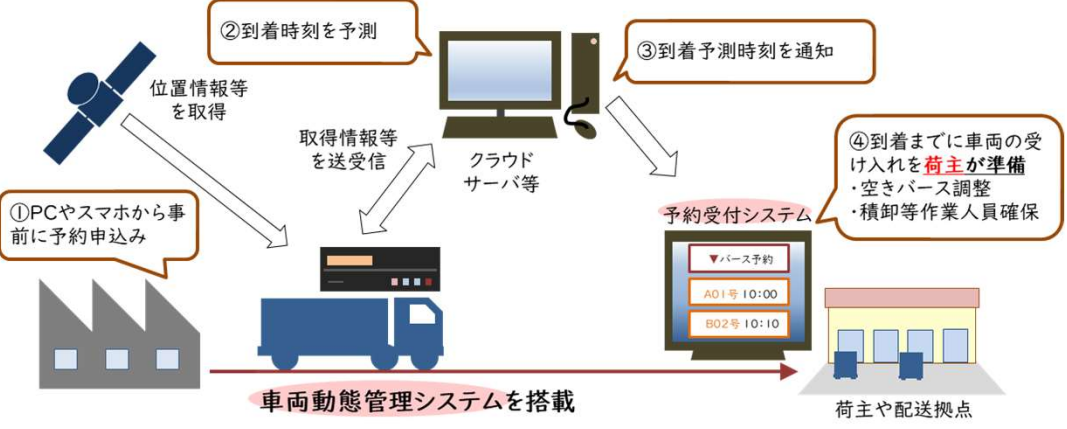 ②到着時刻を予測
③到着予測時刻を通知
位置情報等
を取得
取得情報等
を送受信
クラウド
サーバ等
④到着までに車両の受
け入れを荷主が準備
・空きバース調整
・積卸等作業人員確保
①PCやスマホから事
前に予約申込み
予約受付システム
▼バース予約
A01号 10:00
B02号 10:10
車両動態管理システムを搭載
荷主や配送拠点